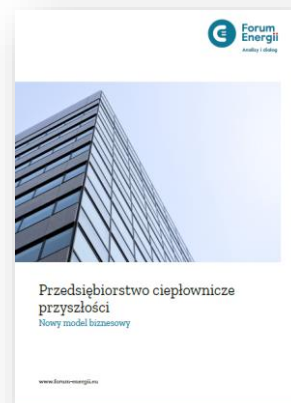 Forum
Energii
Analizy i dialog
Przedsiębiorstwo ciepłownicze
przyszłości
Nowy model biznesowy
www.forum-energii.eu